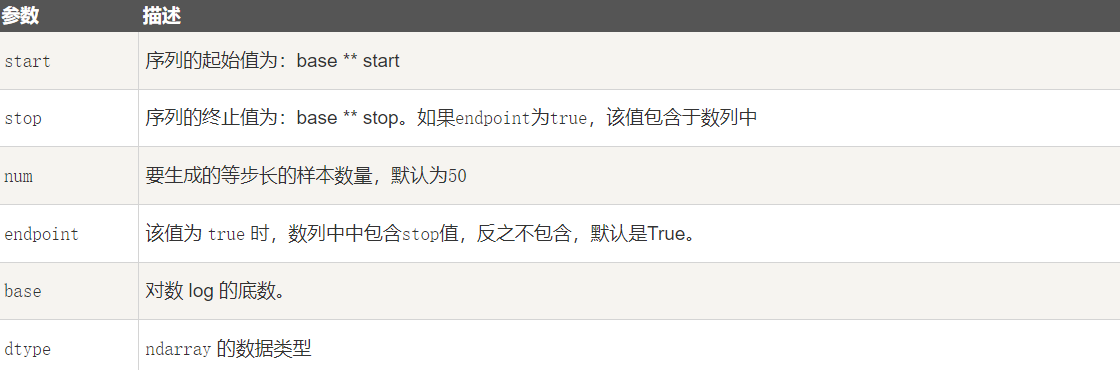 参数 描述
start 序列的起始值为：base ** start
stop 序列的终止值为：base ** stop。如果endpoint为true，该值包含于数列中
num 要生成的等步长的样本数量，默认为50
endpoint 该值为 true 时，数列中中包含stop值，反之不包含，默认是True。
base 对数 log 的底数。
dtype ndarray 的数据类型